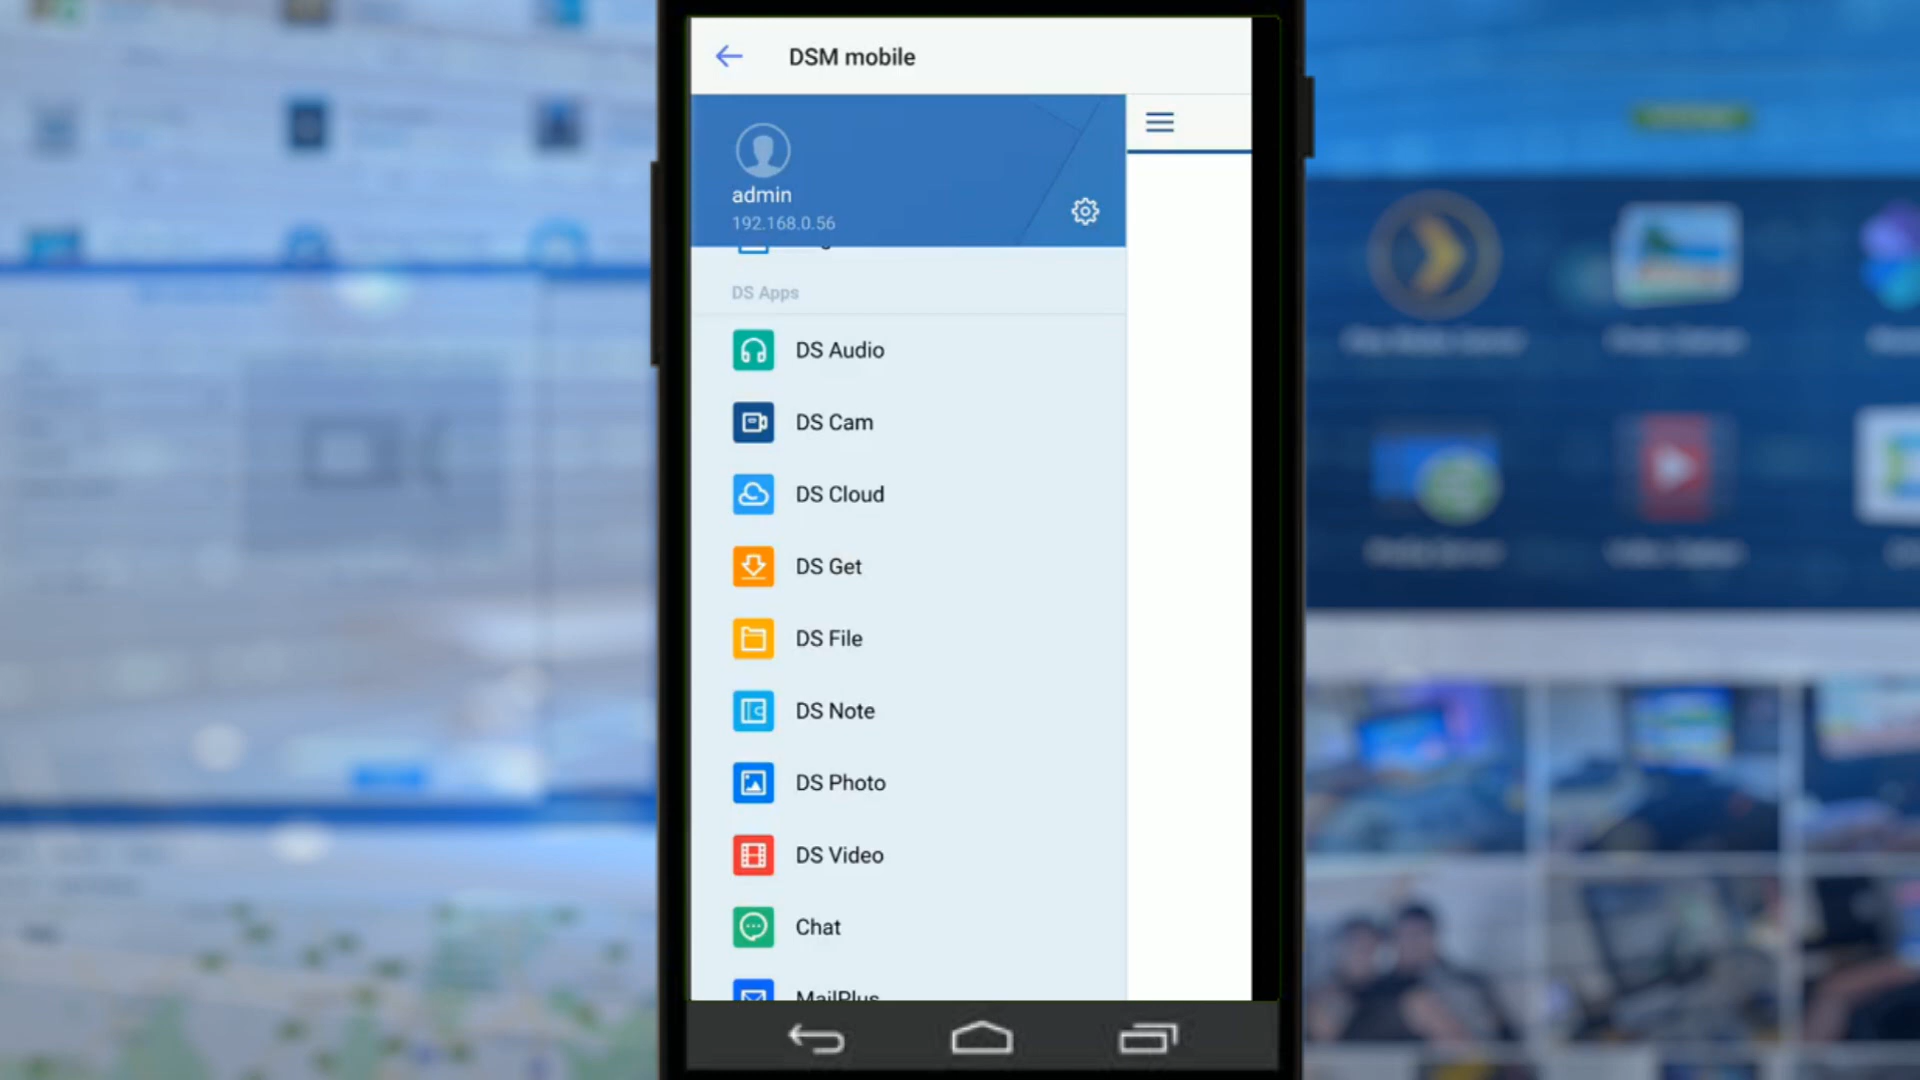 DSM mobile
admin
192.168.0.56
DS Apps
DS Audio
DS Cam
DS Cloud
DS Get
DS File
DS Note
DS Photo
DS Video
Chat
MailPlus